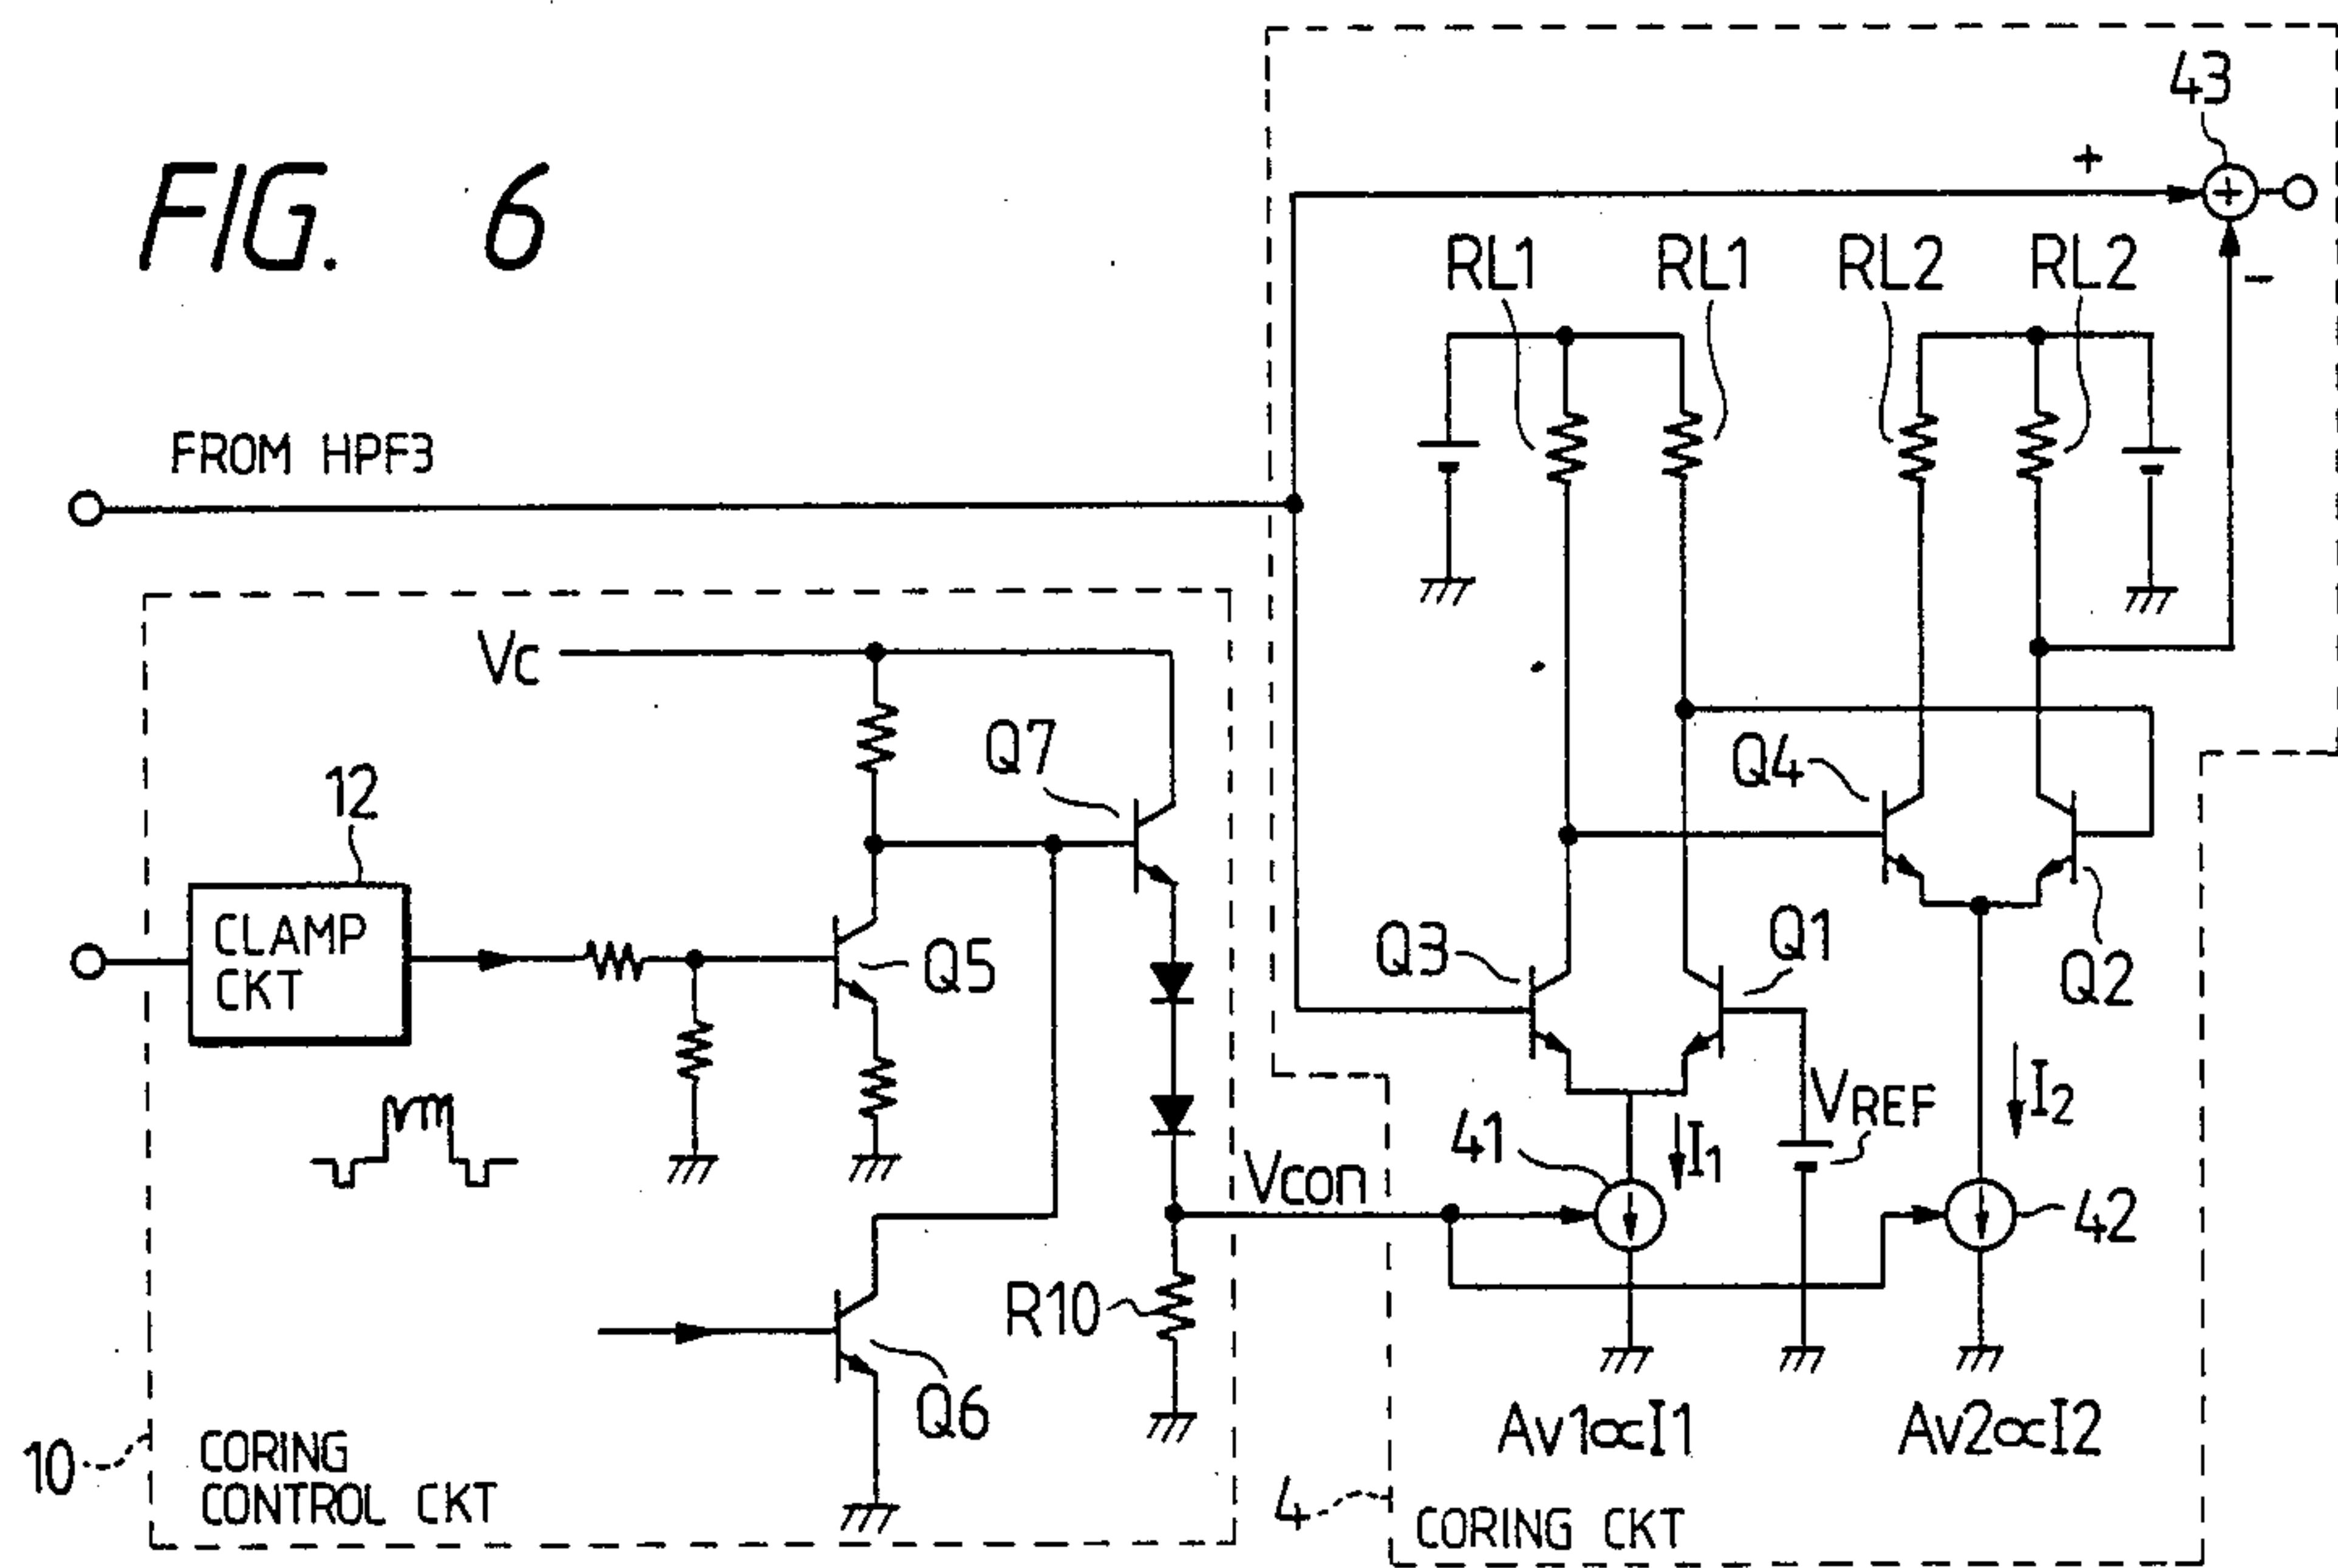 FIG. 6
43
+
RL1 RL1 RL2 RL2
-
FROM HPF3
Vc
Q7
Q4
12
CLAMP
CKT
Q5
Q3
Q1
Q2
VREF
I2
41
I1
Vcon
42
R10
Q6
Av1∝I1
Av2∝I2
10
CORING
CONTROL CKT
4
CORING CKT